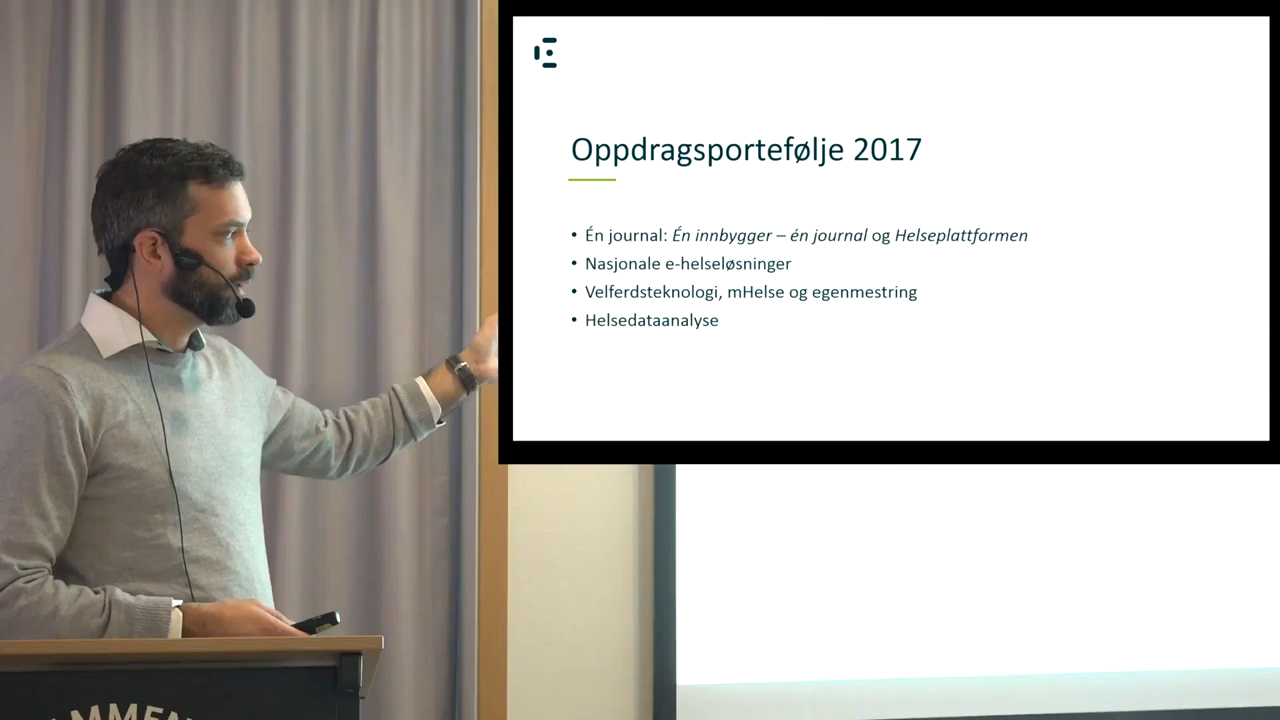 Oppdragsportefølje 2017
• Én journal: Én innbygger – én journal og Helseplattformen
• Nasjonale e-helseløsninger
• Velferdsteknologi, mHelse og egenmestring
• Helsedataanalyse